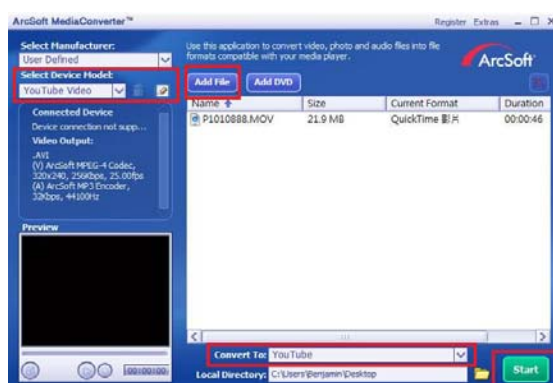 ArcSoft MediaConverter™
Register Extras
Select Manufacturer:
User Defined
Select Device Model:
YouTube Video
Connected Device
Device connection not supp...
Video Output:
.AVI
(V) ArcSoft MPEG-4 Codec,
320x240, 256Kbps, 25.00fps
(A) ArcSoft MP3 Encoder,
32Kbps, 44100Hz
Preview
00:00:00
Use this application to convert video, photo and audio files into file
formats compatible with your media player.
ArcSoft
Add File Add DVD
Name Size Current Format Duration
P1010888.MOV 21.9 MB QuickTime 影片 00:00:46
Convert To: YouTube
Local Directory: C:\Users\Benjamin\Desktop
Start